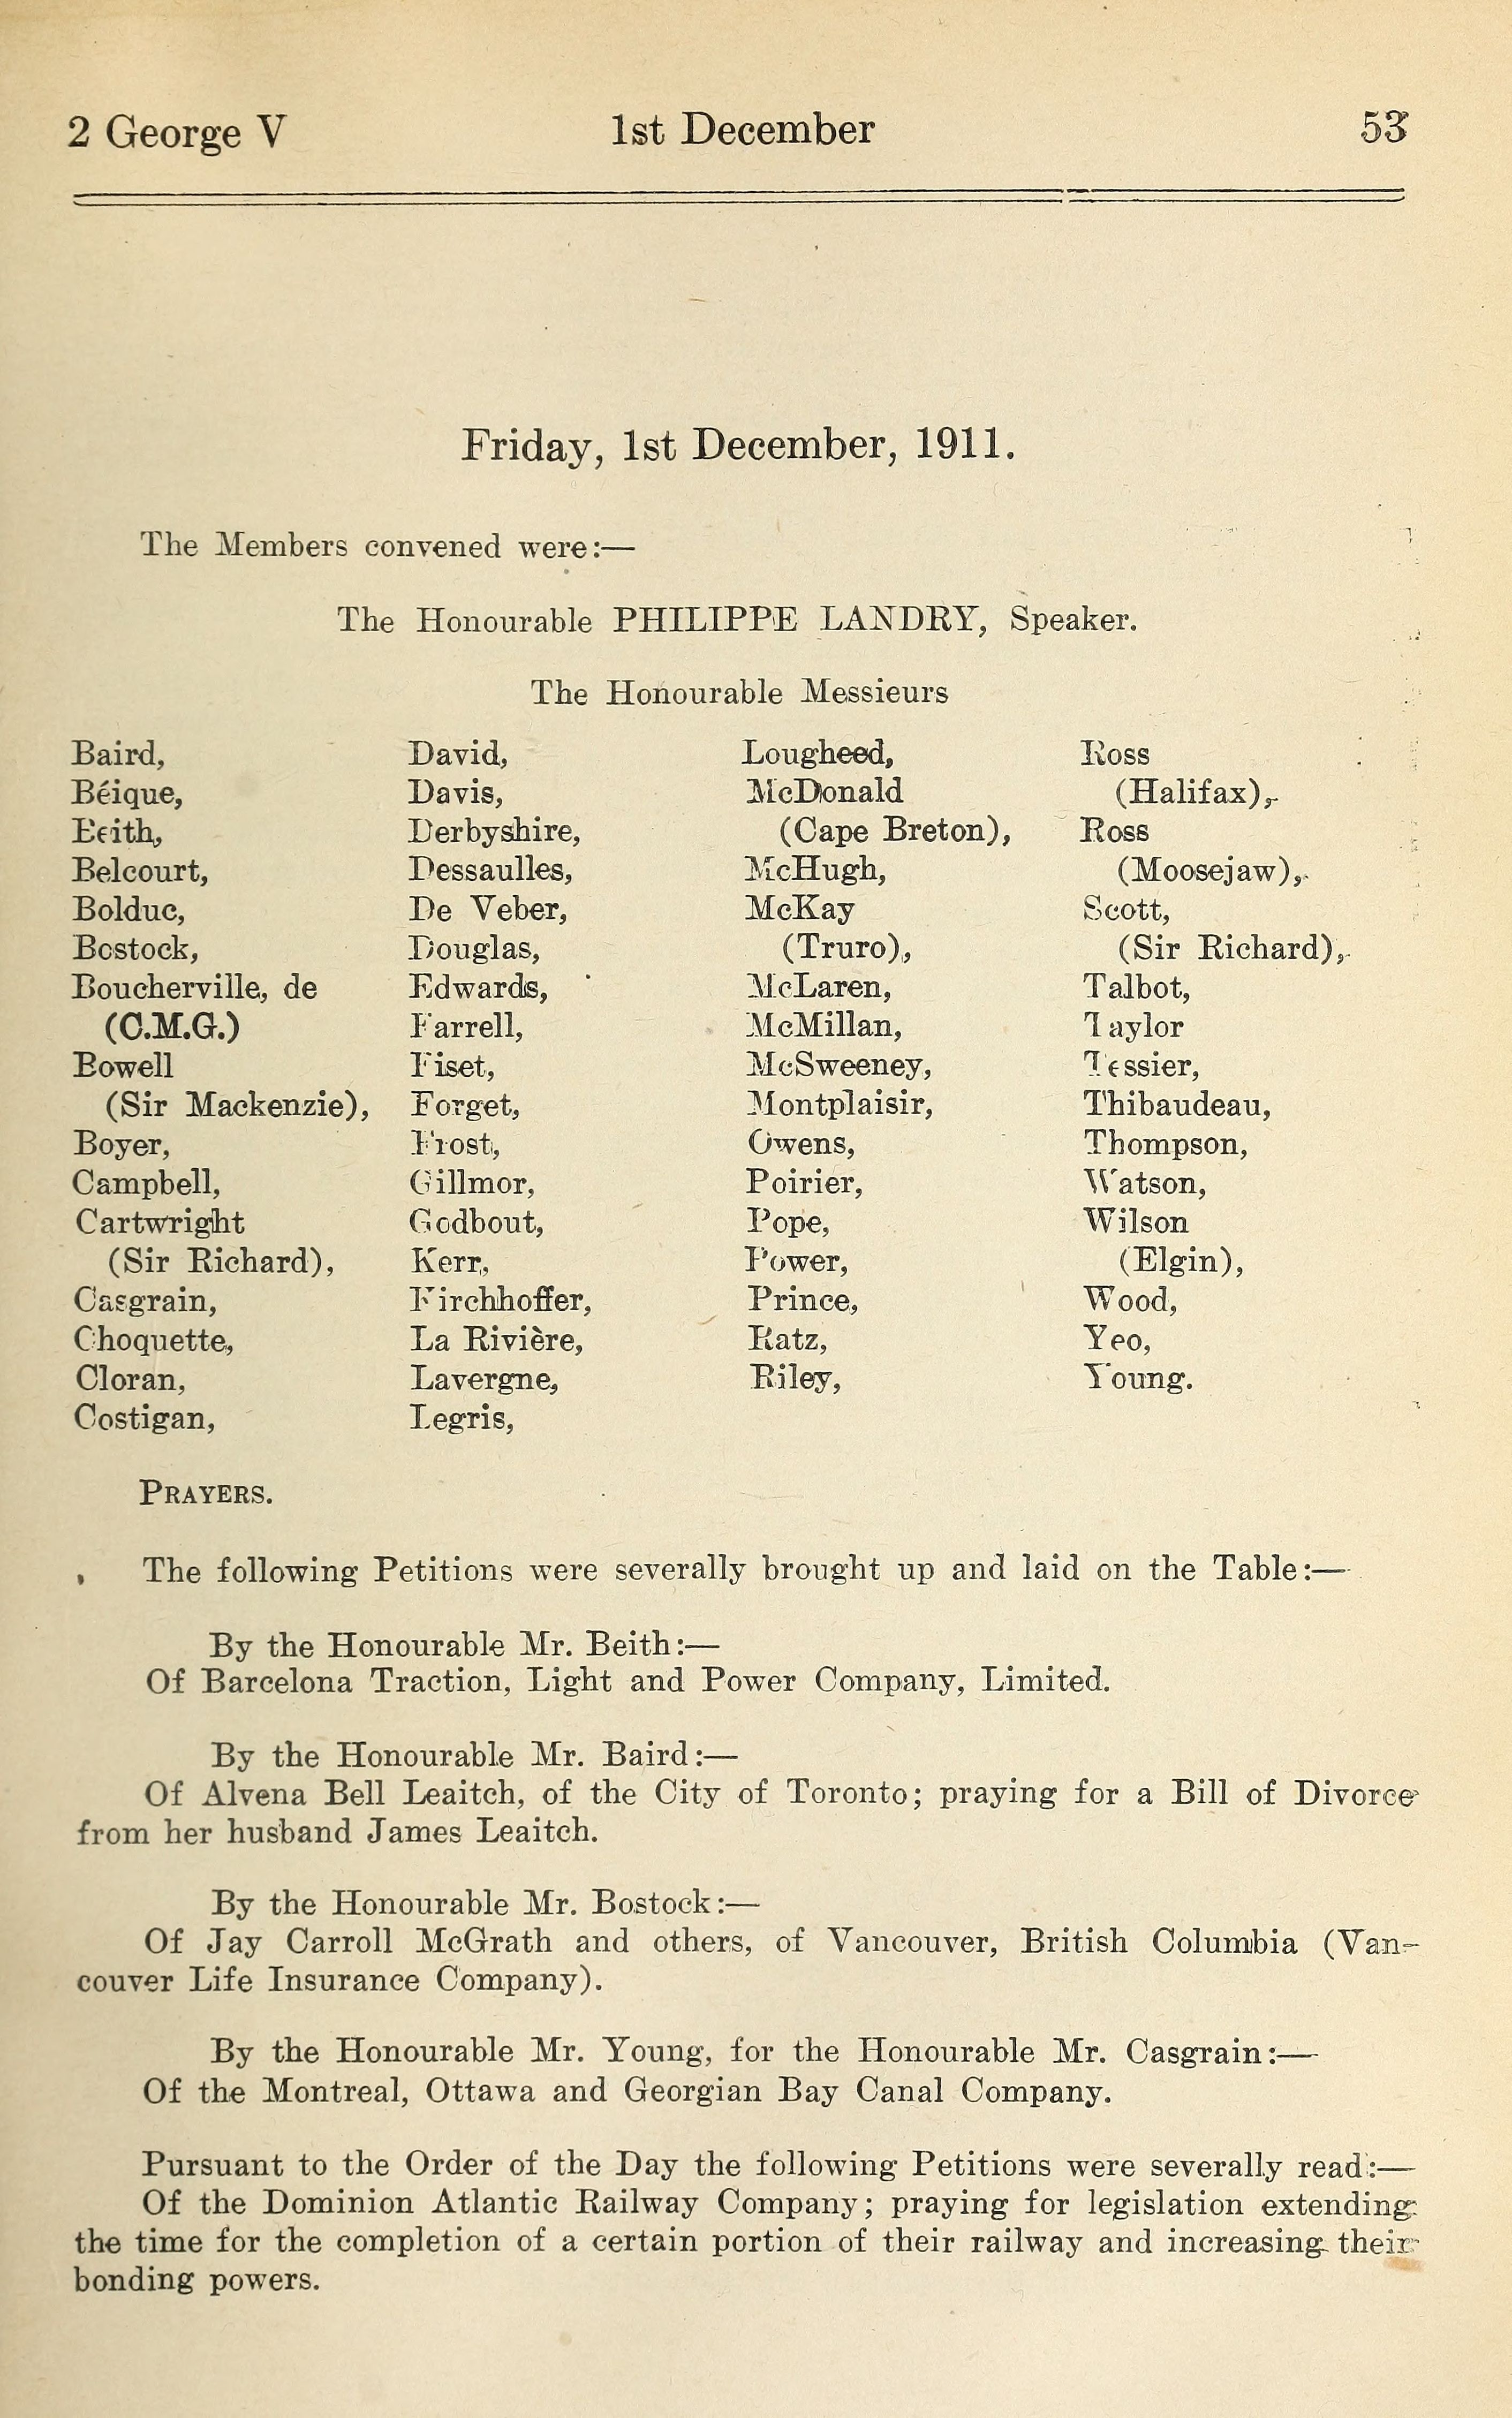 2 George V 1st December 53
Friday, 1st December, 1911.
The Members convened were:—
The Honourable PHILIPPE LANDRY, Speaker.
The Honourable Messieurs
Baird,
Béique,
Beith,
Belcourt,
Bolduc,
Bostock,
Boucherville, de
(C.M.G.)
Bowell
(Sir Mackenzie),
Boyer,
Campbell,
Cartwright
(Sir Richard),
Casgrain,
Choquette,
Cloran,
Costigan,
David,
Davis,
Derbyshire,
Dessaulles,
De Veber,
Douglas,
Edwards,
Farrell,
Fiset,
Forget,
Frost,
Gillmor,
Godbout,
Kerr,
Kirchhoffer,
La Rivière,
Lavergne,
Legris,
Lougheed,
McDonald
(Cape Breton),
McHugh,
McKay
(Truro),
McLaren,
McMillan,
McSweeney,
Montplaisir,
Owens,
Poirier,
Pope,
Power,
Prince,
Ratz,
Riley,
Ross
(Halifax),
Ross
(Moosejaw),
Scott,
(Sir Richard),
Talbot,
Taylor
Tessier,
Thibaudeau,
Thompson,
Watson,
Wilson
(Elgin),
Wood,
Yeo,
Young.
PRAYERS.
The following Petitions were severally brought up and laid on the Table:—
By the Honourable Mr. Beith:—
Of Barcelona Traction, Light and Power Company, Limited.
By the Honourable Mr. Baird:—
Of Alvena Bell Leaitch, of the City of Toronto; praying for a Bill of Divorce
from her husband James Leaitch.
By the Honourable Mr. Bostock:—
Of Jay Carroll McGrath and others, of Vancouver, British Columbia (Van-
couver Life Insurance Company).
By the Honourable Mr. Young, for the Honourable Mr. Casgrain:—
Of the Montreal, Ottawa and Georgian Bay Canal Company.
Pursuant to the Order of the Day the following Petitions were severally read:—
Of the Dominion Atlantic Railway Company; praying for legislation extending
the time for the completion of a certain portion of their railway and increasing their
bonding powers.